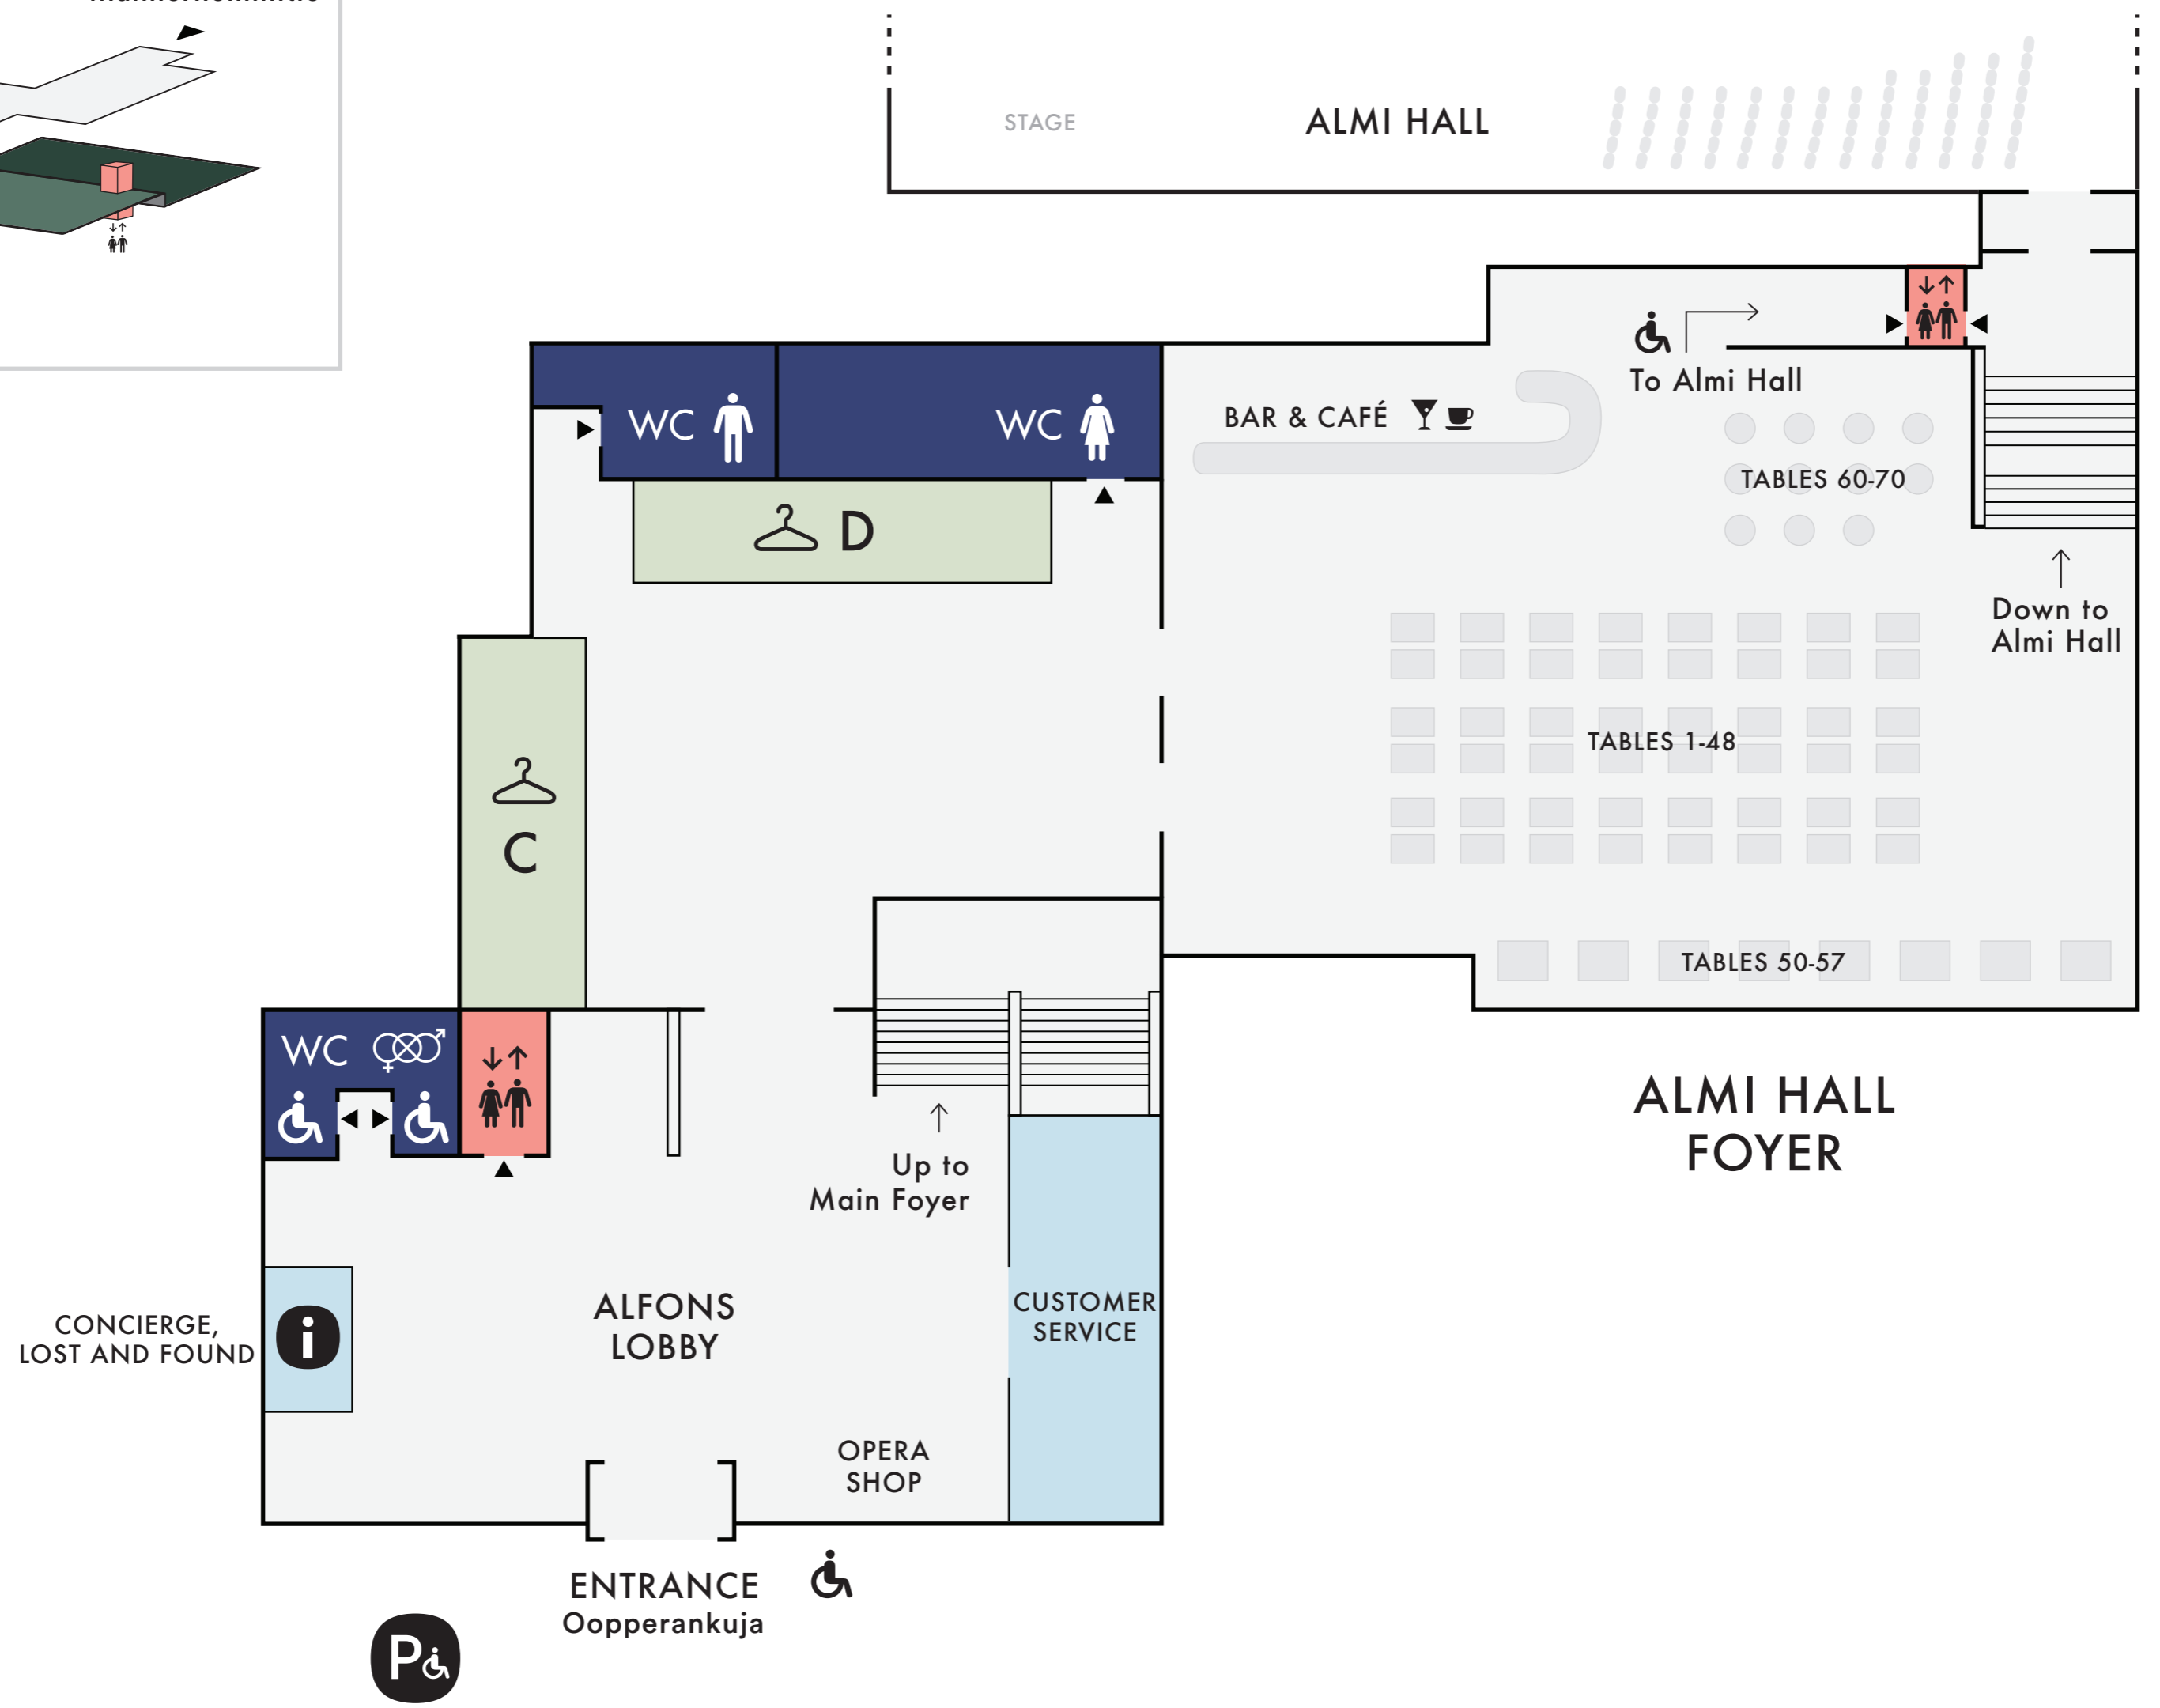 STAGE
ALMI HALL
To Almi Hall
WC
WC
BAR & CAFÉ
TABLES 60-70
D
Down to
Almi Hall
TABLES 1-48
C
TABLES 50-57
WC
ALMI HALL
FOYER
Up to
Main Foyer
CONCIERGE,
LOST AND FOUND
i
ALFONS
LOBBY
CUSTOMER
SERVICE
OPERA
SHOP
ENTRANCE
Oopperankuja
P